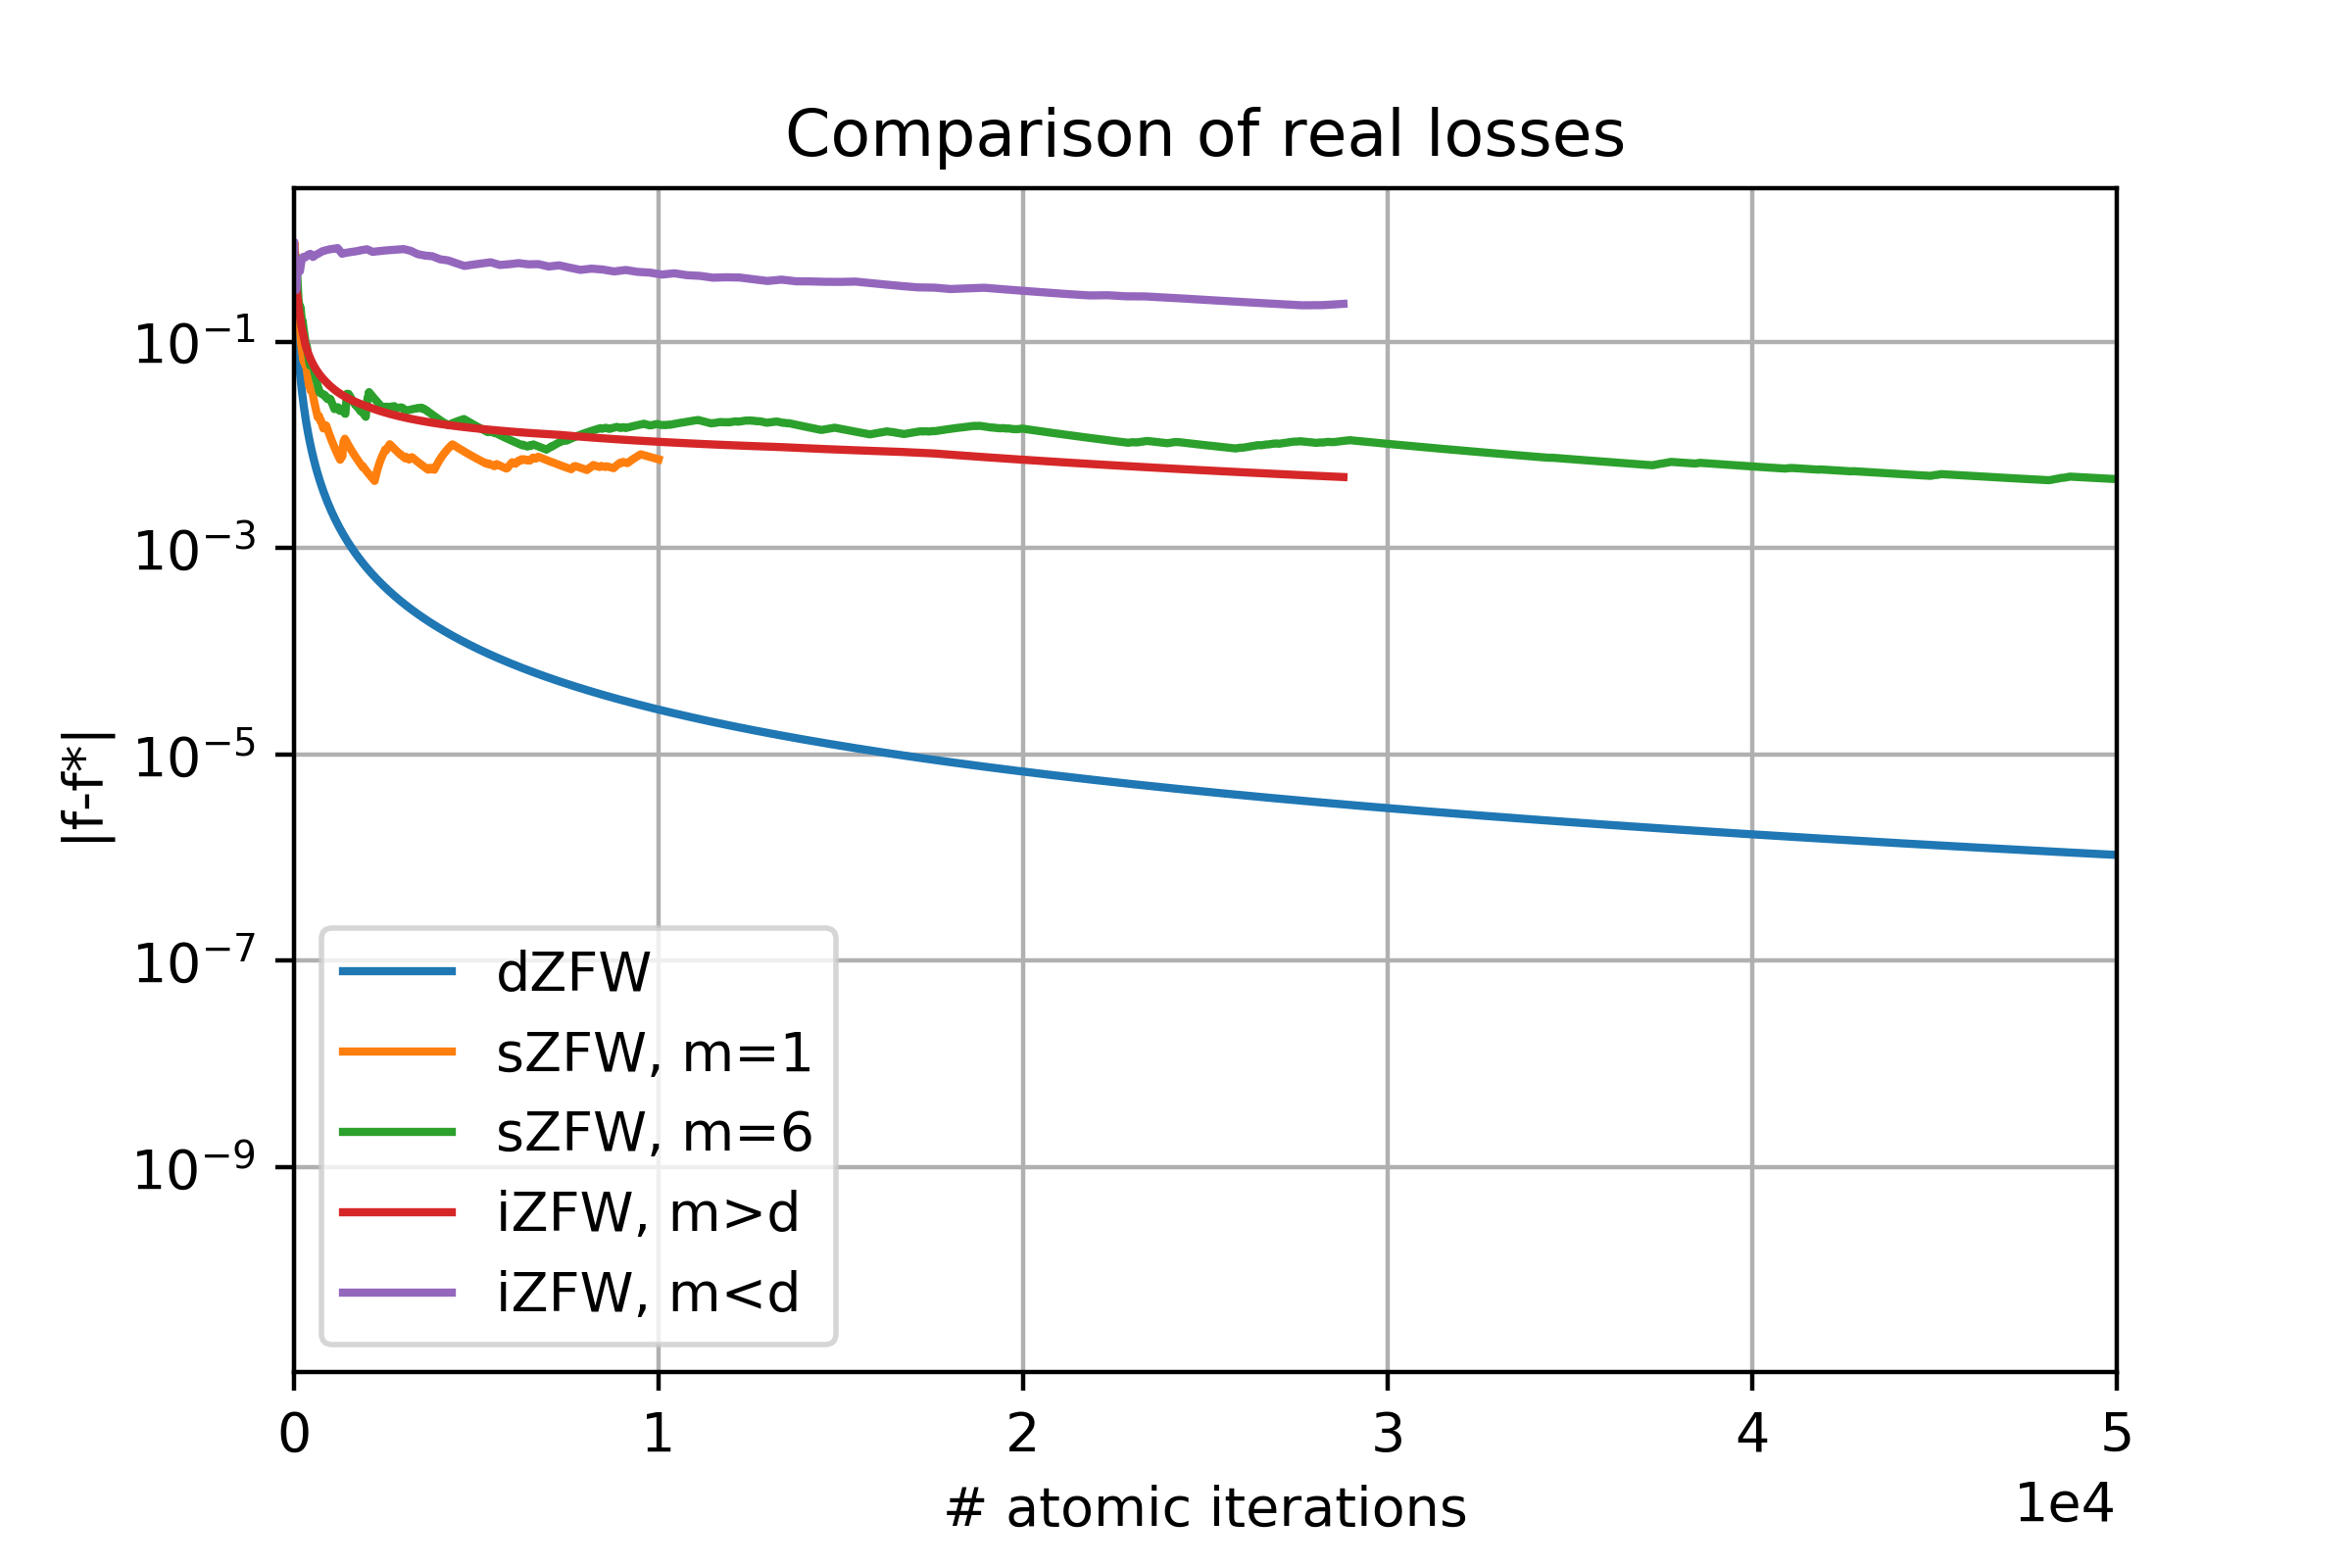 Comparison of real losses
|f-f*|
10⁻¹
10⁻³
10⁻⁵
10⁻⁷
10⁻⁹
dZFW
sZFW, m=1
sZFW, m=6
iZFW, m>d
iZFW, m<d
0 1 2 3 4 5
1e4
# atomic iterations